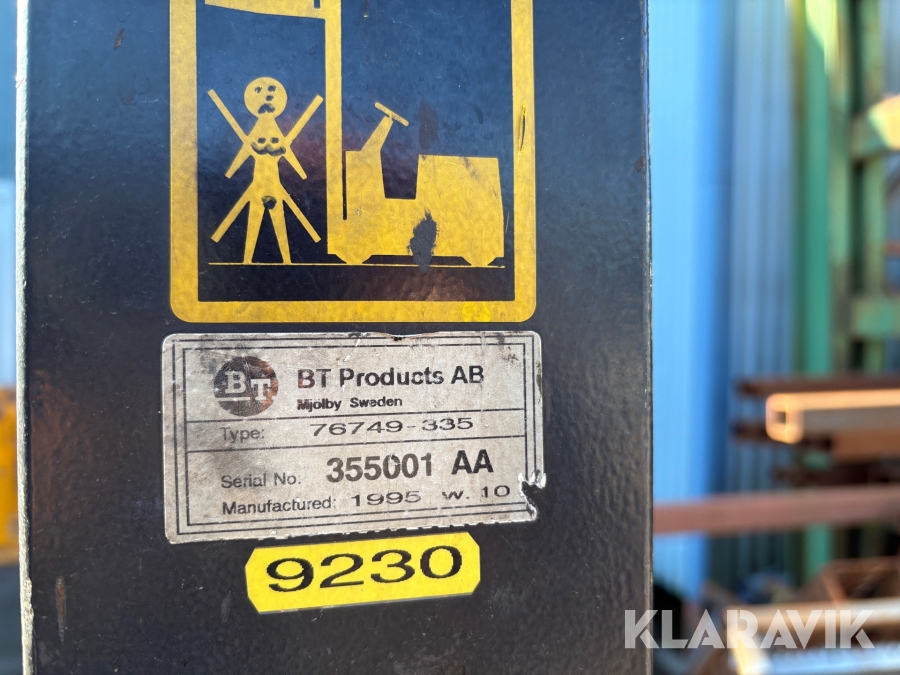 BT
BT Products AB
Mjölby Sweden
Type: 76749-335
Serial No. 355001 AA
Manufactured: 1995 w. 10
9230
KLARAVIK